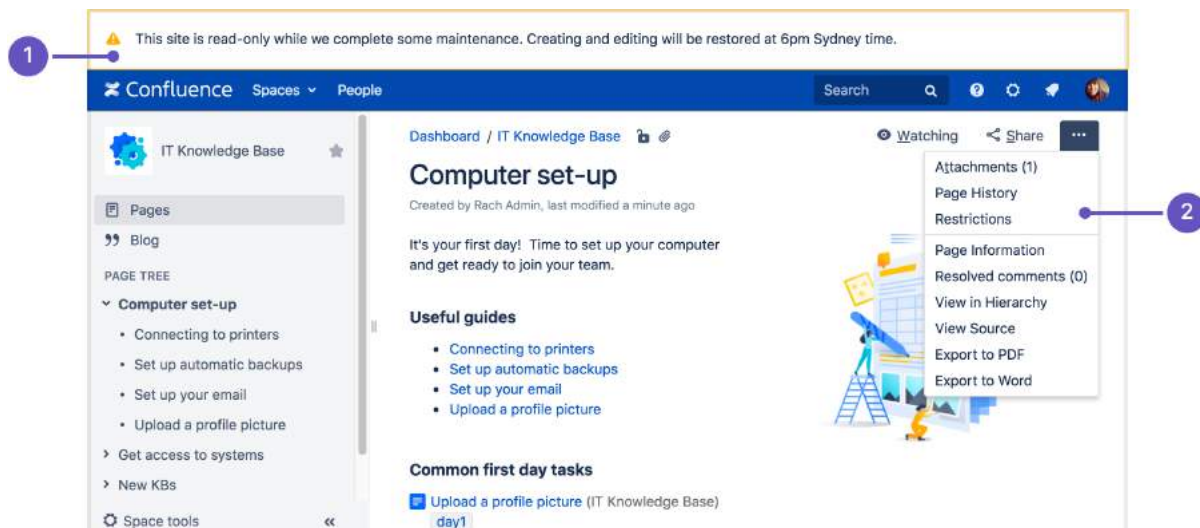 This site is read-only while we complete some maintenance. Creating and editing will be restored at 6pm Sydney time.
1
Confluence Spaces People Search
IT Knowledge Base
Pages
Blog
PAGE TREE
Computer set-up
• Connecting to printers
• Set up automatic backups
• Set up your email
• Upload a profile picture
Get access to systems
New KBs
Space tools
Dashboard / IT Knowledge Base
Watching Share ...
Computer set-up
Created by Rach Admin, last modified a minute ago
It's your first day! Time to set up your computer
and get ready to join your team.
Useful guides
• Connecting to printers
• Set up automatic backups
• Set up your email
• Upload a profile picture
Common first day tasks
Upload a profile picture (IT Knowledge Base)
day1
Attachments (1)
Page History
Restrictions
2
Page Information
Resolved comments (0)
View in Hierarchy
View Source
Export to PDF
Export to Word